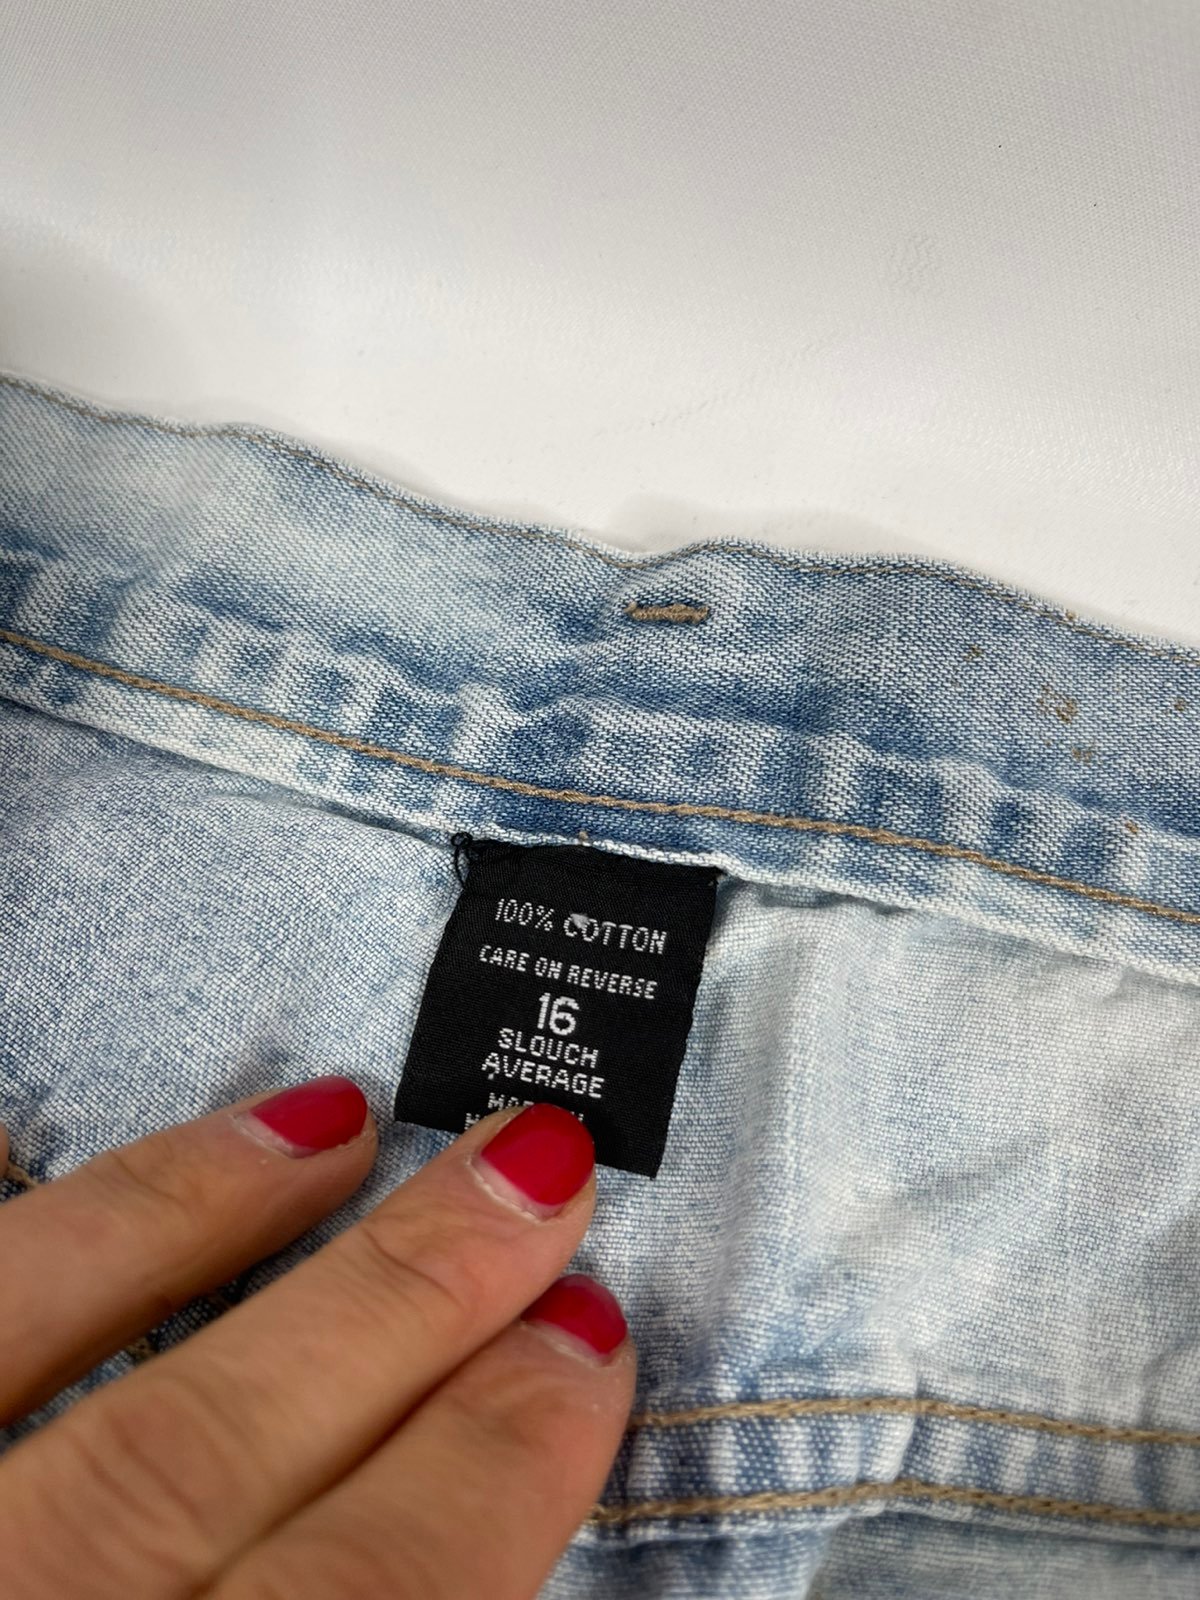 100% COTTON
CARE ON REVERSE
16
SLOUCH
AVERAGE